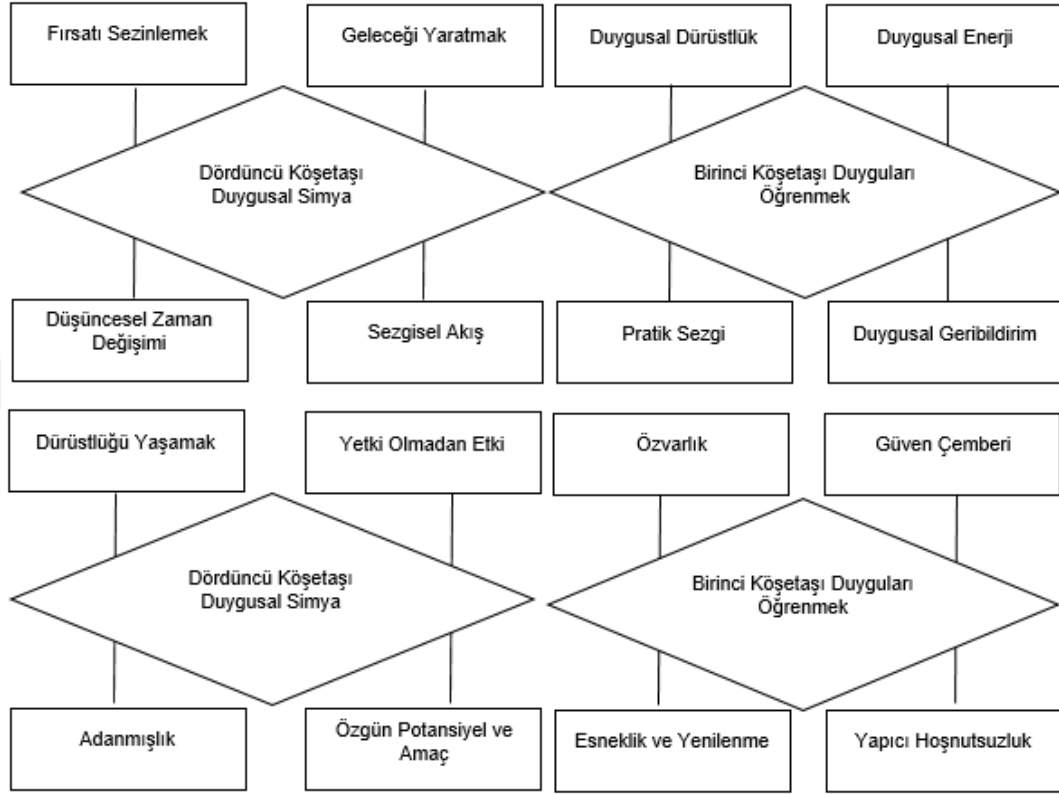 Fırsatı Sezinlemek
Geleceği Yaratmak
Duygusal Dürüstlük
Duygusal Enerji
Dördüncü Köşetaşı
Duygusal Simya
Birinci Köşetaşı Duyguları
Öğrenmek
Düşüncesel Zaman
Değişimi
Sezgisel Akış
Pratik Sezgi
Duygusal Geribildirim
Dürüstlüğü Yaşamak
Yetki Olmadan Etki
Özvarlık
Güven Çemberi
Dördüncü Köşetaşı
Duygusal Simya
Birinci Köşetaşı Duyguları
Öğrenmek
Adanmışlık
Özgün Potansiyel ve
Amaç
Esneklik ve Yenilenme
Yapıcı Hoşnutsuzluk